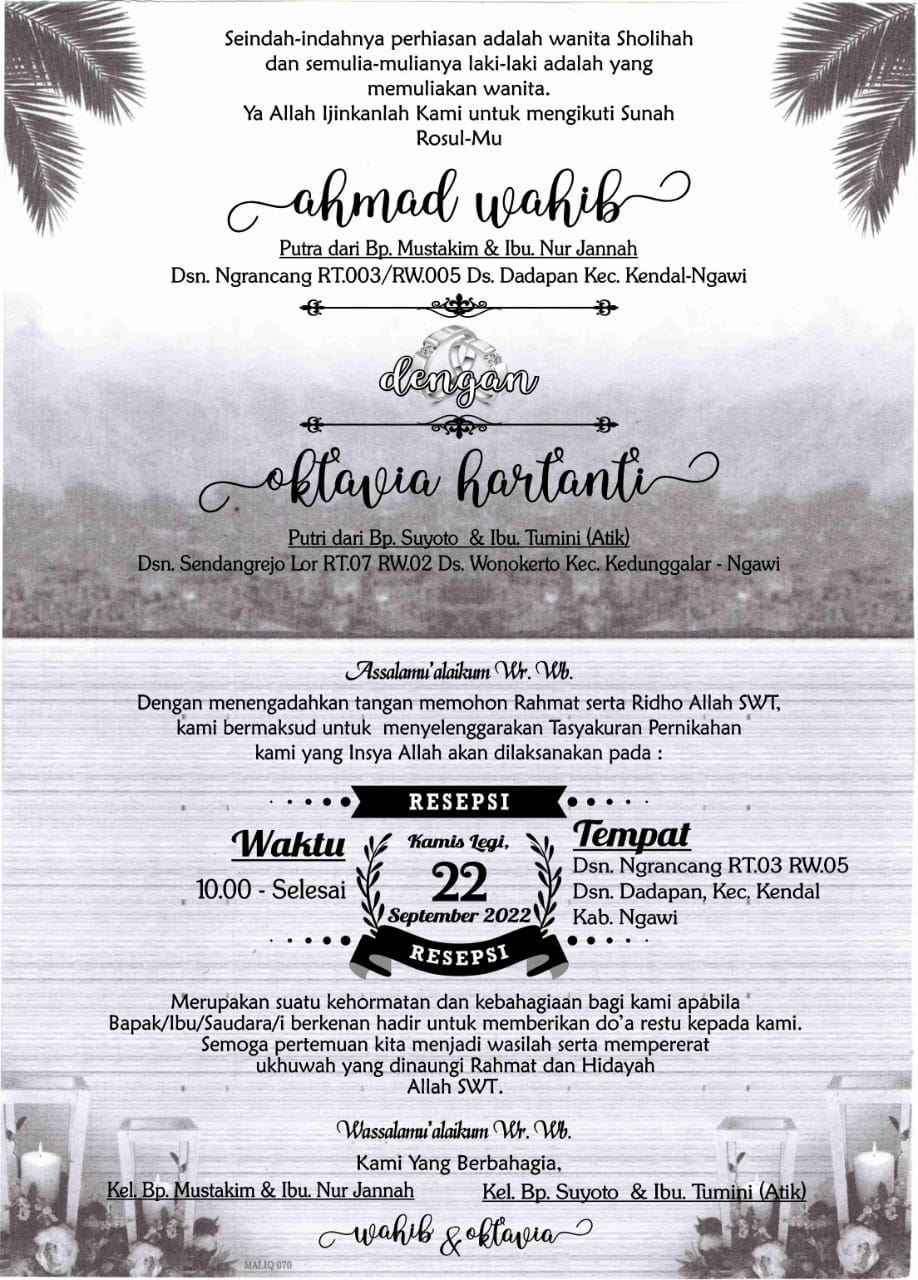 Seindah-indahnya perhiasan adalah wanita Sholihah
dan semulia-mulianya laki-laki adalah yang
memuliakan wanita.
Ya Allah Ijinkanlah Kami untuk mengikuti Sunah
Rosul-Mu
ahmad wahib
Putra dari Bp. Mustakim & Ibu. Nur Jannah
Dsn. Ngrancang RT.003/RW.005 Ds. Dadapan Kec. Kendal-Ngawi
dengan
oktavia hartanti
Putri dari Bp. Suyoto & Ibu. Tumini (Atik)
Dsn. Sendangrejo Lor RT.07 RW.02 Ds. Wonokerto Kec. Kedunggalar - Ngawi
Assalamu'alaikum Wr. Wb.
Dengan menengadahkan tangan memohon Rahmat serta Ridho Allah SWT,
kami bermaksud untuk menyelenggarakan Tasyakuran Pernikahan
kami yang Insya Allah akan dilaksanakan pada :
RESEPSI
Waktu
10.00 - Selesai
Kamis Legi,
22
September 2022
Tempat
Dsn. Ngrancang RT.03 RW.05
Dsn. Dadapan, Kec, Kendal
Kab. Ngawi
RESEPSI
Merupakan suatu kehormatan dan kebahagiaan bagi kami apabila
Bapak/Ibu/Saudara/i berkenan hadir untuk memberikan do'a restu kepada kami.
Semoga pertemuan kita menjadi wasilah serta mempererat
ukhuwah yang dinaungi Rahmat dan Hidayah
Allah SWT.
Wassalamu'alaikum Wr. Wb.
Kami Yang Berbahagia,
Kel. Bp. Mustakim & Ibu. Nur Jannah
Kel. Bp. Suyoto & Ibu. Tumini (Atik)
wahib & oktavia
MALIQ 070